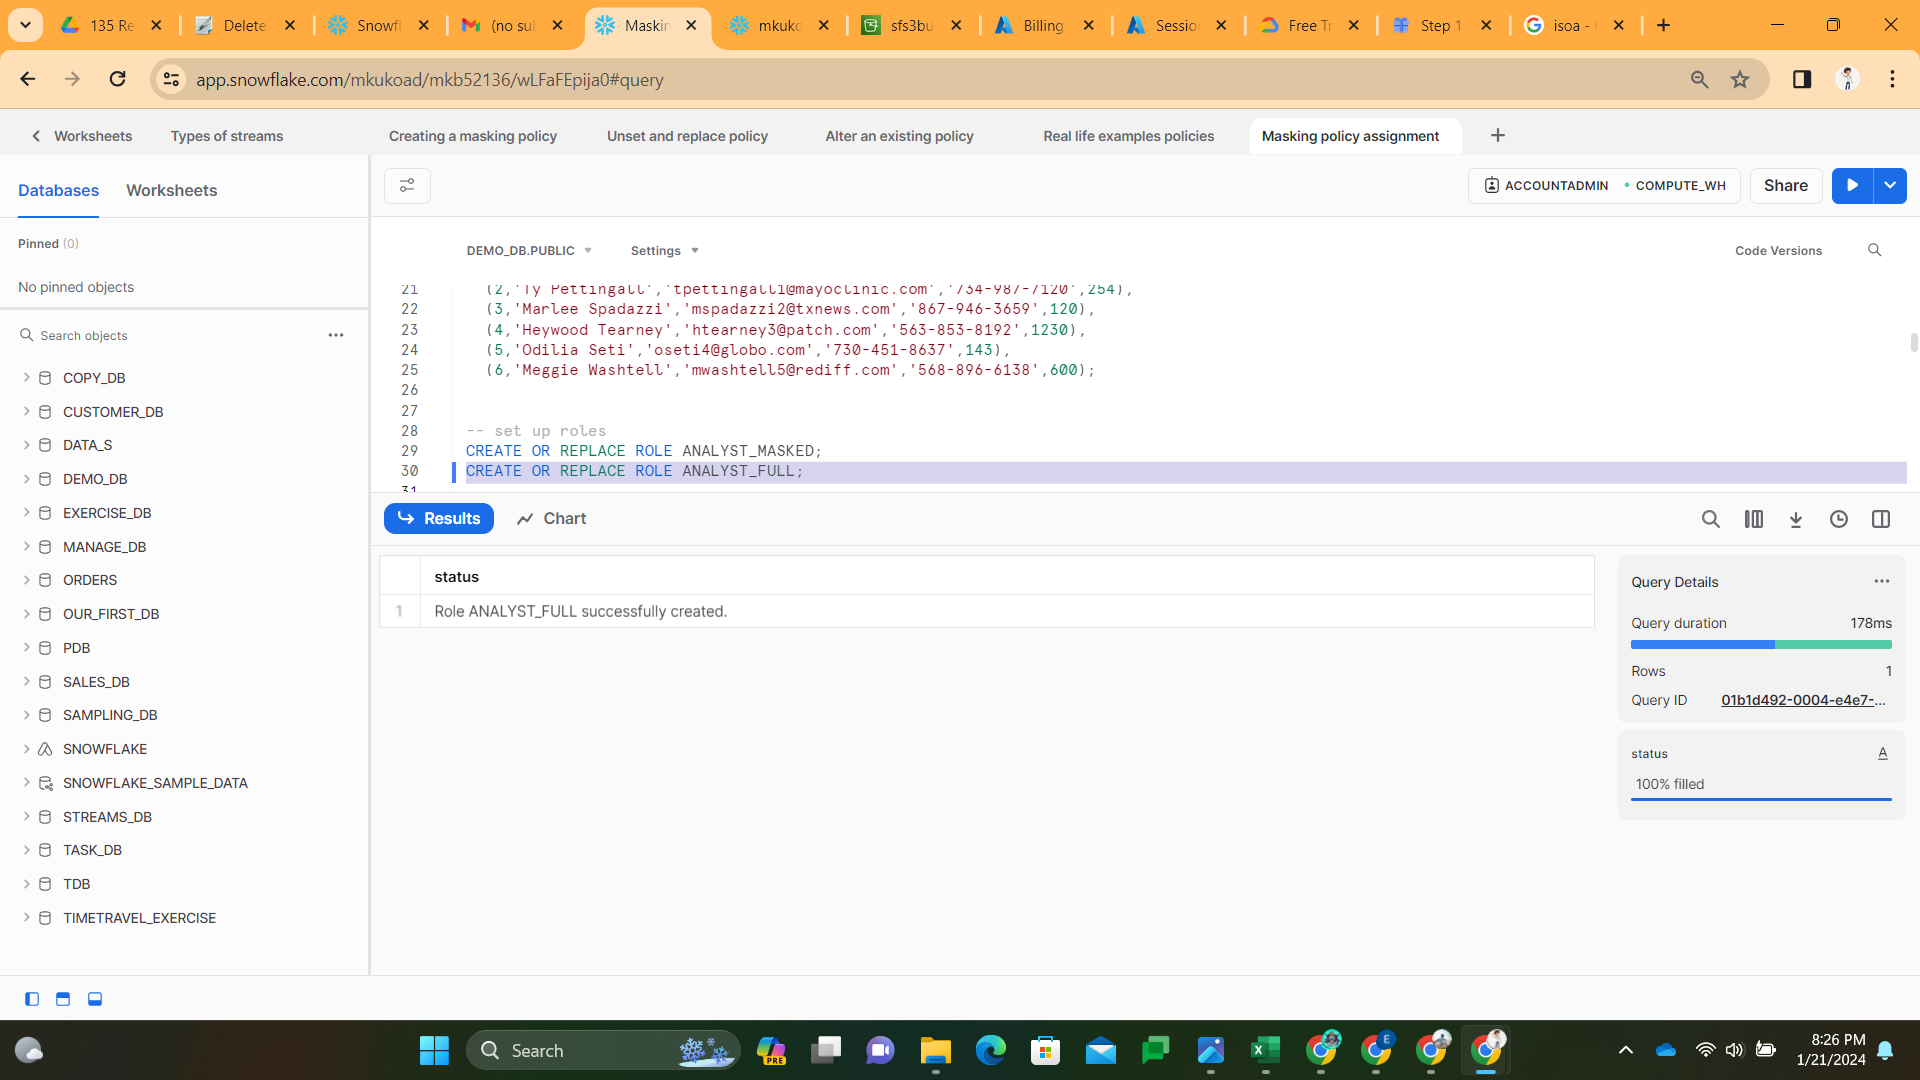 135 Re
Delete
Snowfl
(no su
Maskin
mkuko
sfs3bu
Billing
Sessio
Free Tr
Step 1
isoa -
app.snowflake.com/mkukoad/mkb52136/wLFaFEpija0#query
Worksheets
Types of streams
Creating a masking policy
Unset and replace policy
Alter an existing policy
Real life examples policies
Masking policy assignment
Databases
Worksheets
ACCOUNTADMIN
COMPUTE_WH
Share
Pinned (0)
No pinned objects
Search objects
COPY_DB
CUSTOMER_DB
DATA_S
DEMO_DB
EXERCISE_DB
MANAGE_DB
ORDERS
OUR_FIRST_DB
PDB
SALES_DB
SAMPLING_DB
SNOWFLAKE
SNOWFLAKE_SAMPLE_DATA
STREAMS_DB
TASK_DB
TDB
TIMETRAVEL_EXERCISE
DEMO_DB.PUBLIC
Settings
Code Versions
21 (2,'Ty Pettingall','tpettingall1@mayoclinic.com','734-987-7120',254),
22 (3,'Marlee Spadazzi','mspadazzi2@txnews.com','867-946-3659',120),
23 (4,'Heywood Tearney','htearney3@patch.com','563-853-8192',1230),
24 (5,'Odilia Seti','oseti4@globo.com','730-451-8637',143),
25 (6,'Meggie Washtell','mwashtell5@rediff.com','568-896-6138',600);
26
27
28 -- set up roles
29 CREATE OR REPLACE ROLE ANALYST_MASKED;
30 CREATE OR REPLACE ROLE ANALYST_FULL;
31
Results
Chart
status
1 Role ANALYST_FULL successfully created.
Query Details
Query duration 178ms
Rows 1
Query ID 01b1d492-0004-e4e7-...
status A
100% filled
Search
PRE
E
8:26 PM
1/21/2024